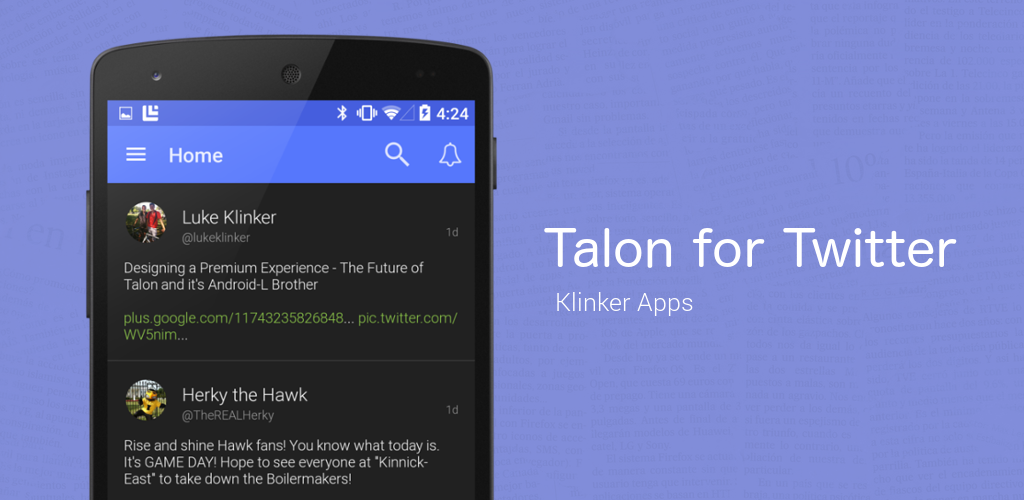 4:24
Home
Luke Klinker
@lukeklinker
1d
Designing a Premium Experience - The Future of
Talon and it's Android-L Brother
plus.google.com/11743235826848... pic.twitter.com/
WV5nim...
Herky the Hawk
@TheREALHerky
1d
Rise and shine Hawk fans! You know what today is.
It's GAME DAY! Hope to see everyone at "Kinnick-
East" to take down the Boilermakers!
Talon for Twitter
Klinker Apps